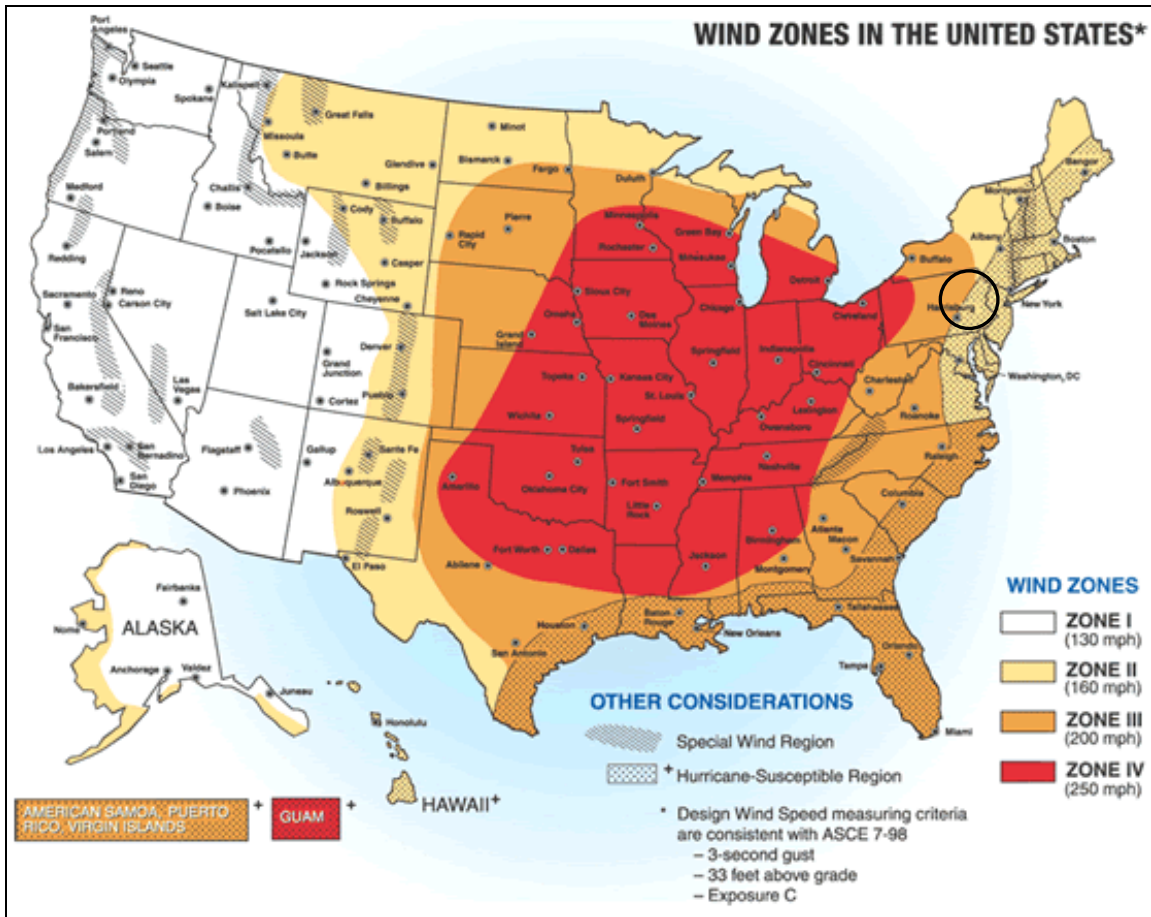 WIND ZONES IN THE UNITED STATES*
Port
Angeles
Seattle
Olympia
Spokane
Portland
Salem
Medford
Redding
Sacramento
San
Francisco
Reno
Carson City
Bakersfield
Las
Vegas
Los Angeles
San
Bernadino
San
Diego
Kalispell
Missoula
Great Falls
Butte
Glendive
Billings
Challis
Boise
Pocatello
Cody
Buffalo
Jackson
Casper
Rock Springs
Cheyenne
Salt Lake City
Grand
Junction
Denver
Pueblo
Cortez
Flagstaff
Phoenix
Gallup
Sante Fe
Albuquerque
Roswell
El Paso
Minot
Bismarck
Fargo
Duluth
Pierre
Rapid
City
Minneapolis
Rochester
Green Bay
Milwaukee
Sioux City
Omaha
Grand
Island
Des
Moines
Chicago
Detroit
Cleveland
Topeka
Kansas City
Wichita
Springfield
St. Louis
Springfield
Indianapolis
Cincinnati
Lexington
Owensboro
Charleston
Roanoke
Tulsa
Oklahoma City
Amarillo
Fort Smith
Little
Rock
Memphis
Nashville
Fort Worth
Dallas
Abilene
Jackson
Birmingham
Montgomery
Atlanta
Macon
Savannah
Columbia
Raleigh
Houston
San Antonio
Baton
Rouge
New Orleans
Tallahassee
Orlando
Tampa
Miami
Bangor
Montpelier
Albany
Boston
Buffalo
Harrisburg
New York
Washington, DC
Fairbanks
Nome
ALASKA
Anchorage
Valdez
Juneau
Honolulu
HAWAII+
AMERICAN SAMOA, PUERTO
RICO, VIRGIN ISLANDS
+
GUAM
+
OTHER CONSIDERATIONS
Special Wind Region
+ Hurricane-Susceptible Region
* Design Wind Speed measuring criteria
are consistent with ASCE 7-98
– 3-second gust
– 33 feet above grade
– Exposure C
WIND ZONES
ZONE I
(130 mph)
ZONE II
(160 mph)
ZONE III
(200 mph)
ZONE IV
(250 mph)